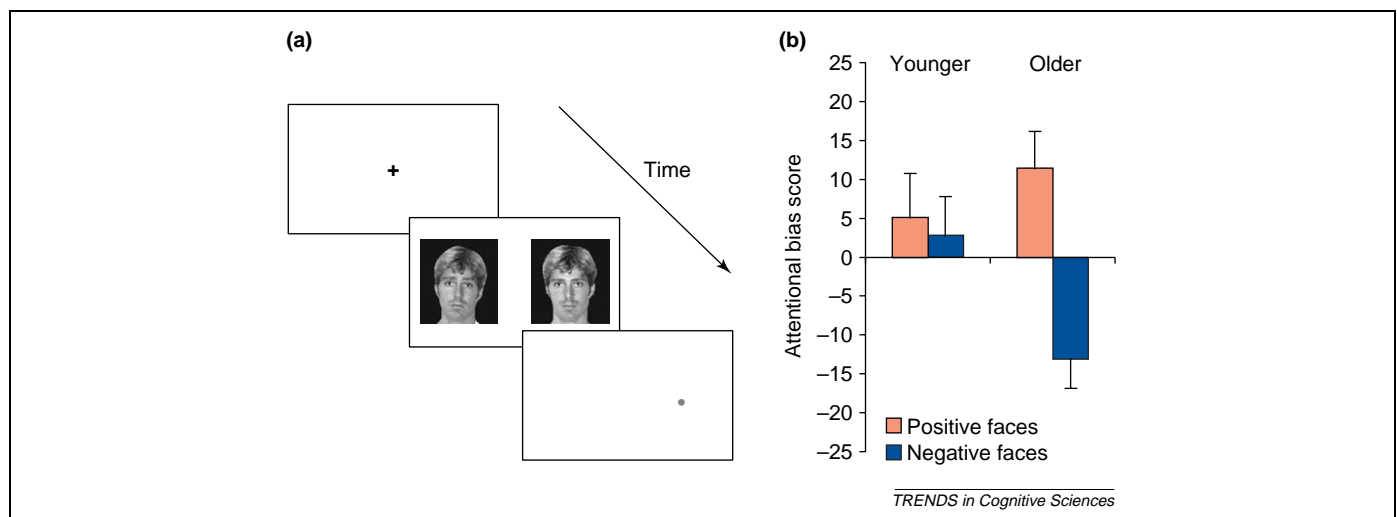 (a)
+
Time
(b)
Younger Older
Attentional bias score
25
20
15
10
5
0
–5
–10
–15
–20
–25
Positive faces
Negative faces
TRENDS in Cognitive Sciences